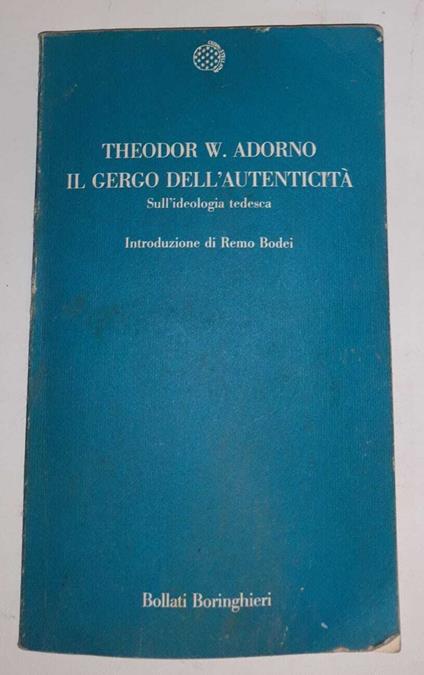 THEODOR W. ADORNO
IL GERGO DELL'AUTENTICITÀ
Sull'ideologia tedesca
Introduzione di Remo Bodei
Bollati Boringhieri